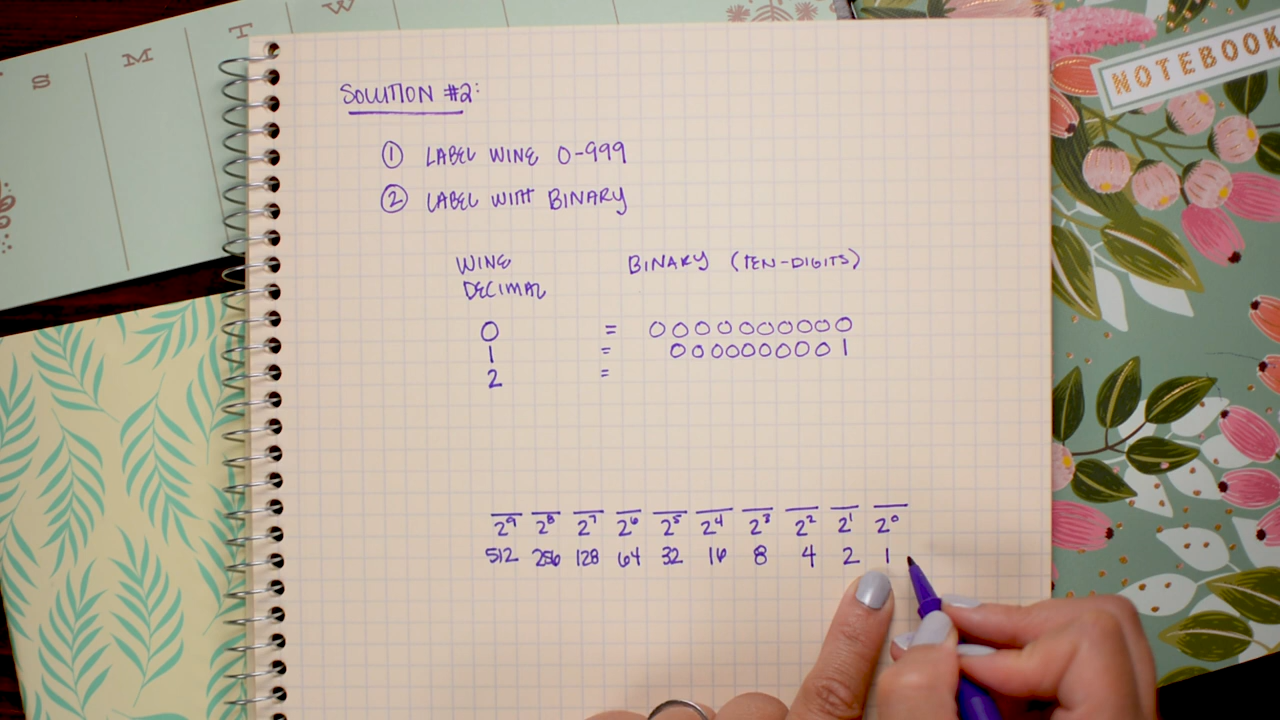 S M T W
NOTEBOOK
SOLUTION #2:
① LABEL WINE 0-999
② LABEL WITH BINARY
WINE DECIMAL
BINARY (TEN-DIGITS)
0 = 0000000000
1 = 000000001
2 =
2⁹ 2⁸ 2⁷ 2⁶ 2⁵ 2⁴ 2³ 2² 2¹ 2⁰
512 256 128 64 32 16 8 4 2 1